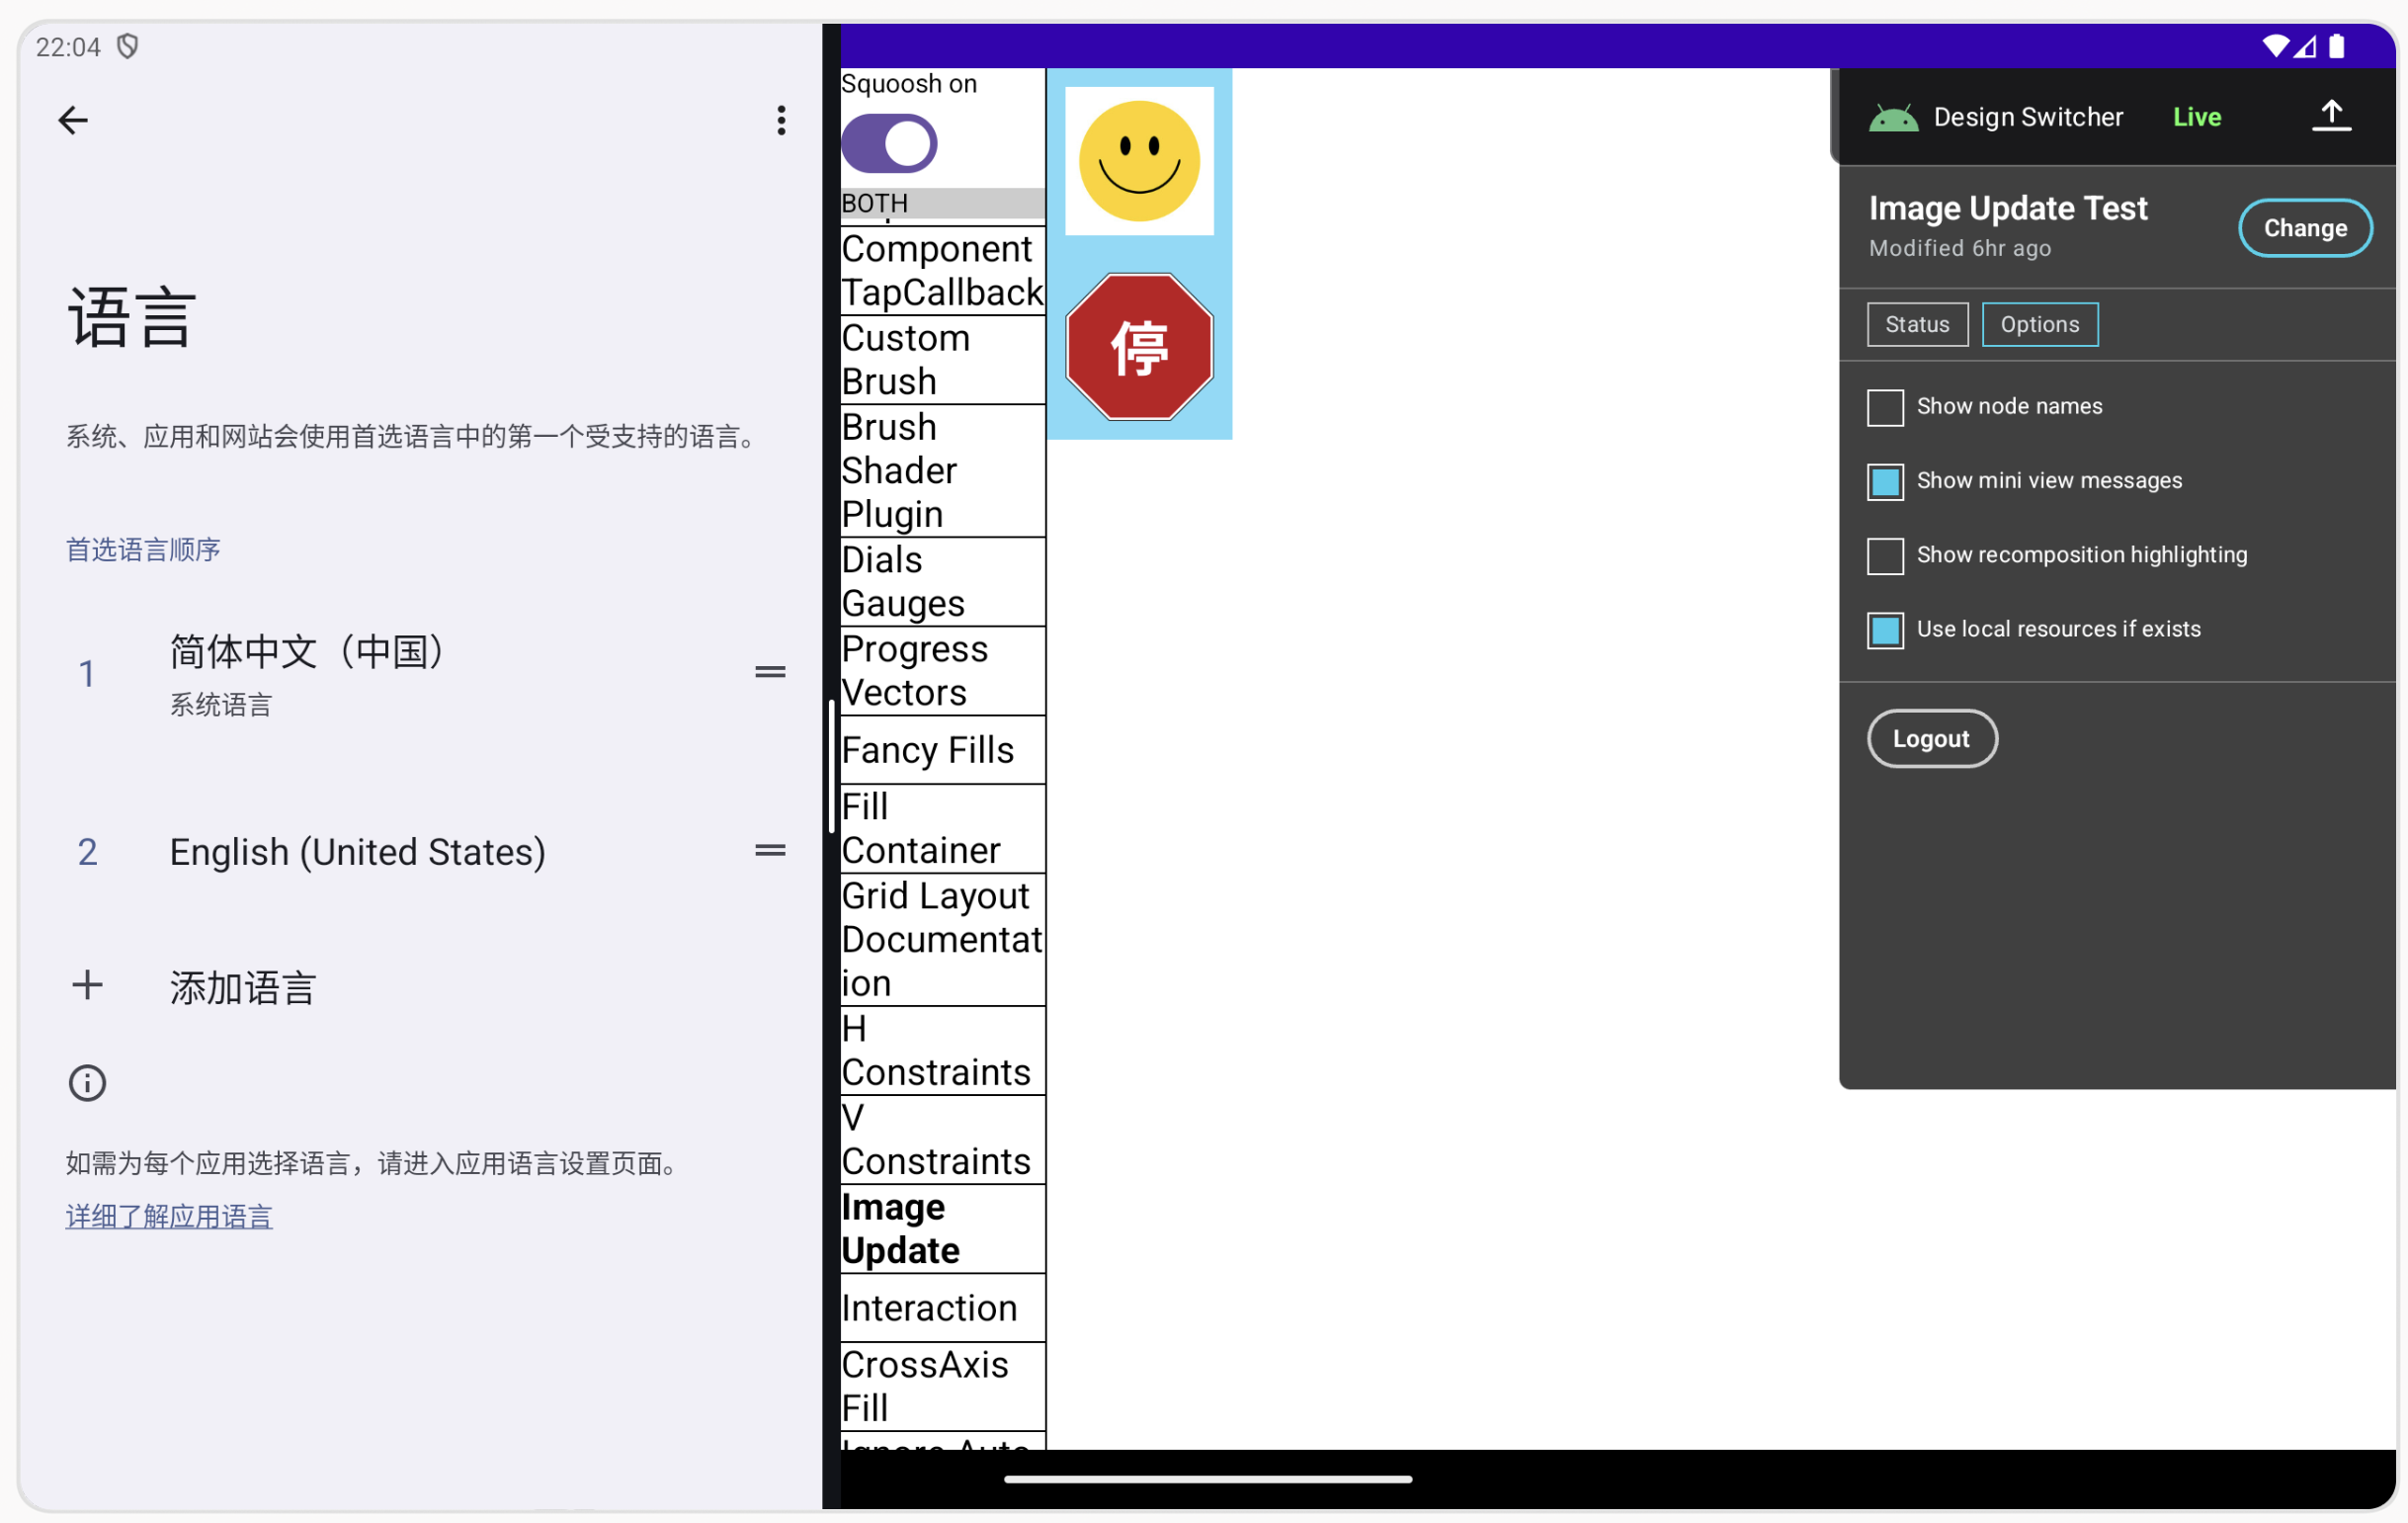 22:04
语言
系统、应用和网站会使用首选语言中的第一个受支持的语言。
首选语言顺序
1
简体中文（中国）
系统语言
2
English (United States)
添加语言
如需为每个应用选择语言，请进入应用语言设置页面。
详细了解应用语言
Squoosh on
BOTH
Component
TapCallback
Custom
Brush
Brush
Shader
Plugin
Dials
Gauges
Progress
Vectors
Fancy Fills
Fill
Container
Grid Layout
Documentat
ion
H
Constraints
V
Constraints
Image
Update
Interaction
CrossAxis
Fill
Ignore Auto
停
Design Switcher
Live
Image Update Test
Change
Modified 6hr ago
Status
Options
Show node names
Show mini view messages
Show recomposition highlighting
Use local resources if exists
Logout